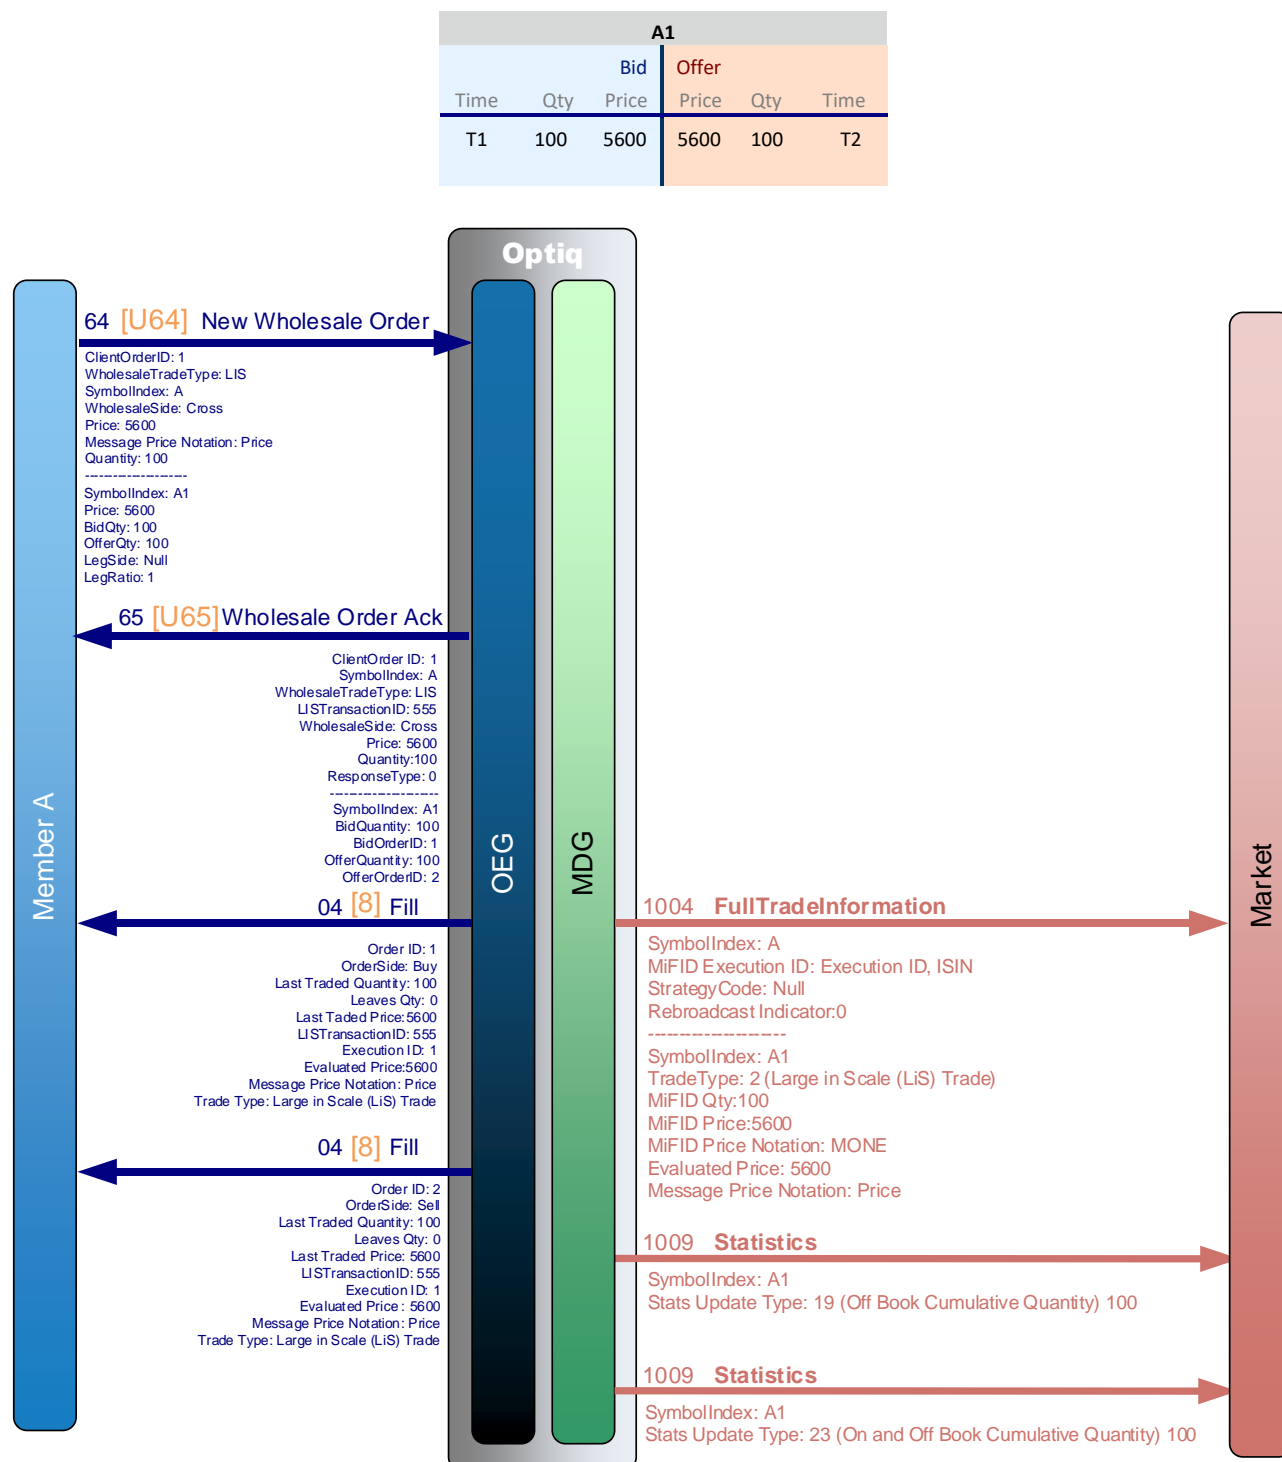 A1
Bid Offer
Time Qty Price Price Qty Time
T1 100 5600 5600 100 T2
Optiq
Member A
OEG
MDG
Market
64 [U64] New Wholesale Order
ClientOrderID: 1
WholesaleTradeType: LIS
SymbolIndex: A
WholesaleSide: Cross
Price: 5600
Message Price Notation: Price
Quantity: 100
----------------------
SymbolIndex: A1
Price: 5600
BidQty: 100
OfferQty: 100
LegSide: Null
LegRatio: 1
65 [U65] Wholesale Order Ack
ClientOrder ID: 1
SymbolIndex: A
WholesaleTradeType: LIS
LISTransactionID: 555
WholesaleSide: Cross
Price: 5600
Quantity:100
ResponseType: 0
-----------------------
SymbolIndex: A1
BidQuantity: 100
BidOrderID: 1
OfferQuantity: 100
OfferOrderID: 2
04 [8] Fill
Order ID: 1
OrderSide: Buy
Last Traded Quantity: 100
Leaves Qty: 0
Last Taded Price:5600
LISTransactionID: 555
Execution ID: 1
Evaluated Price:5600
Message Price Notation: Price
Trade Type: Large in Scale (LiS) Trade
04 [8] Fill
Order ID: 2
OrderSide: Sell
Last Traded Quantity: 100
Leaves Qty: 0
Last Traded Price: 5600
LISTransactionID: 555
Execution ID: 1
Evaluated Price : 5600
Message Price Notation: Price
Trade Type: Large in Scale (LiS) Trade
1004 FullTradeInformation
SymbolIndex: A
MiFID Execution ID: Execution ID, ISIN
StrategyCode: Null
Rebroadcast Indicator:0
----------------------
SymbolIndex: A1
TradeType: 2 (Large in Scale (LiS) Trade)
MiFID Qty:100
MiFID Price:5600
MiFID Price Notation: MONE
Evaluated Price: 5600
Message Price Notation: Price
1009 Statistics
SymbolIndex: A1
Stats Update Type: 19 (Off Book Cumulative Quantity) 100
1009 Statistics
SymbolIndex: A1
Stats Update Type: 23 (On and Off Book Cumulative Quantity) 100